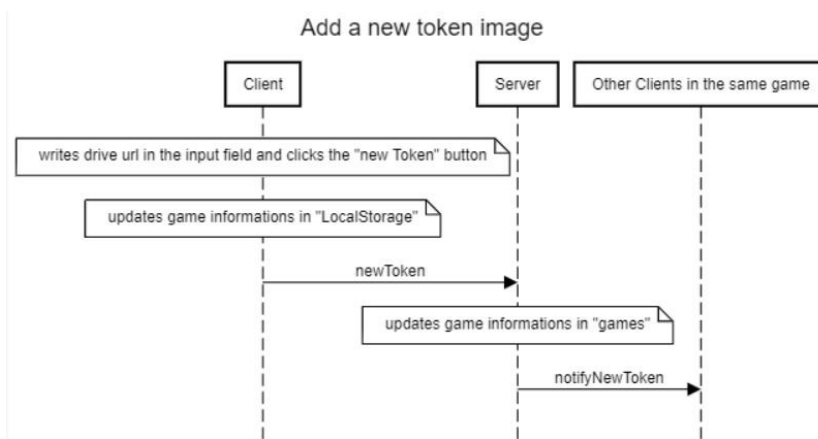 Add a new token image
Client
Server
Other Clients in the same game
writes drive url in the input field and clicks the "new Token" button
updates game informations in "LocalStorage"
newToken
updates game informations in "games"
notifyNewToken